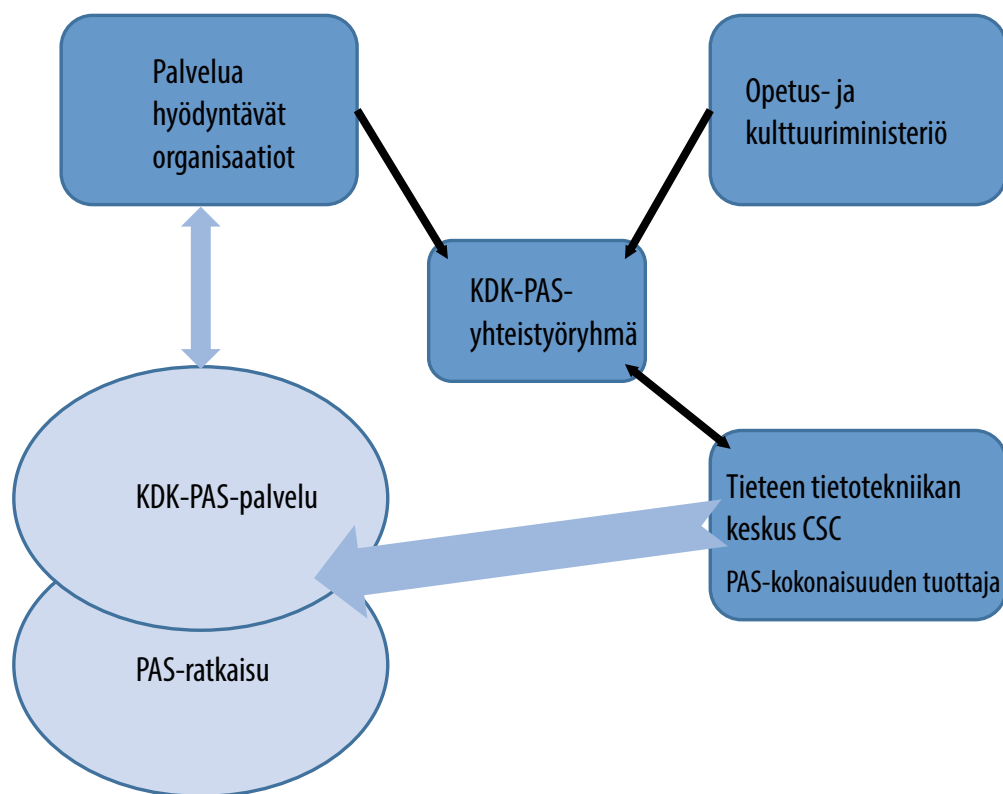 Palvelua
hyödyntävät
organisaatiot
Opetus- ja
kulttuuriministeriö
KDK-PAS-
yhteistyöryhmä
KDK-PAS-palvelu
Tieteen tietotekniikan
keskus CSC
PAS-kokonaisuuden tuottaja
PAS-ratkaisu